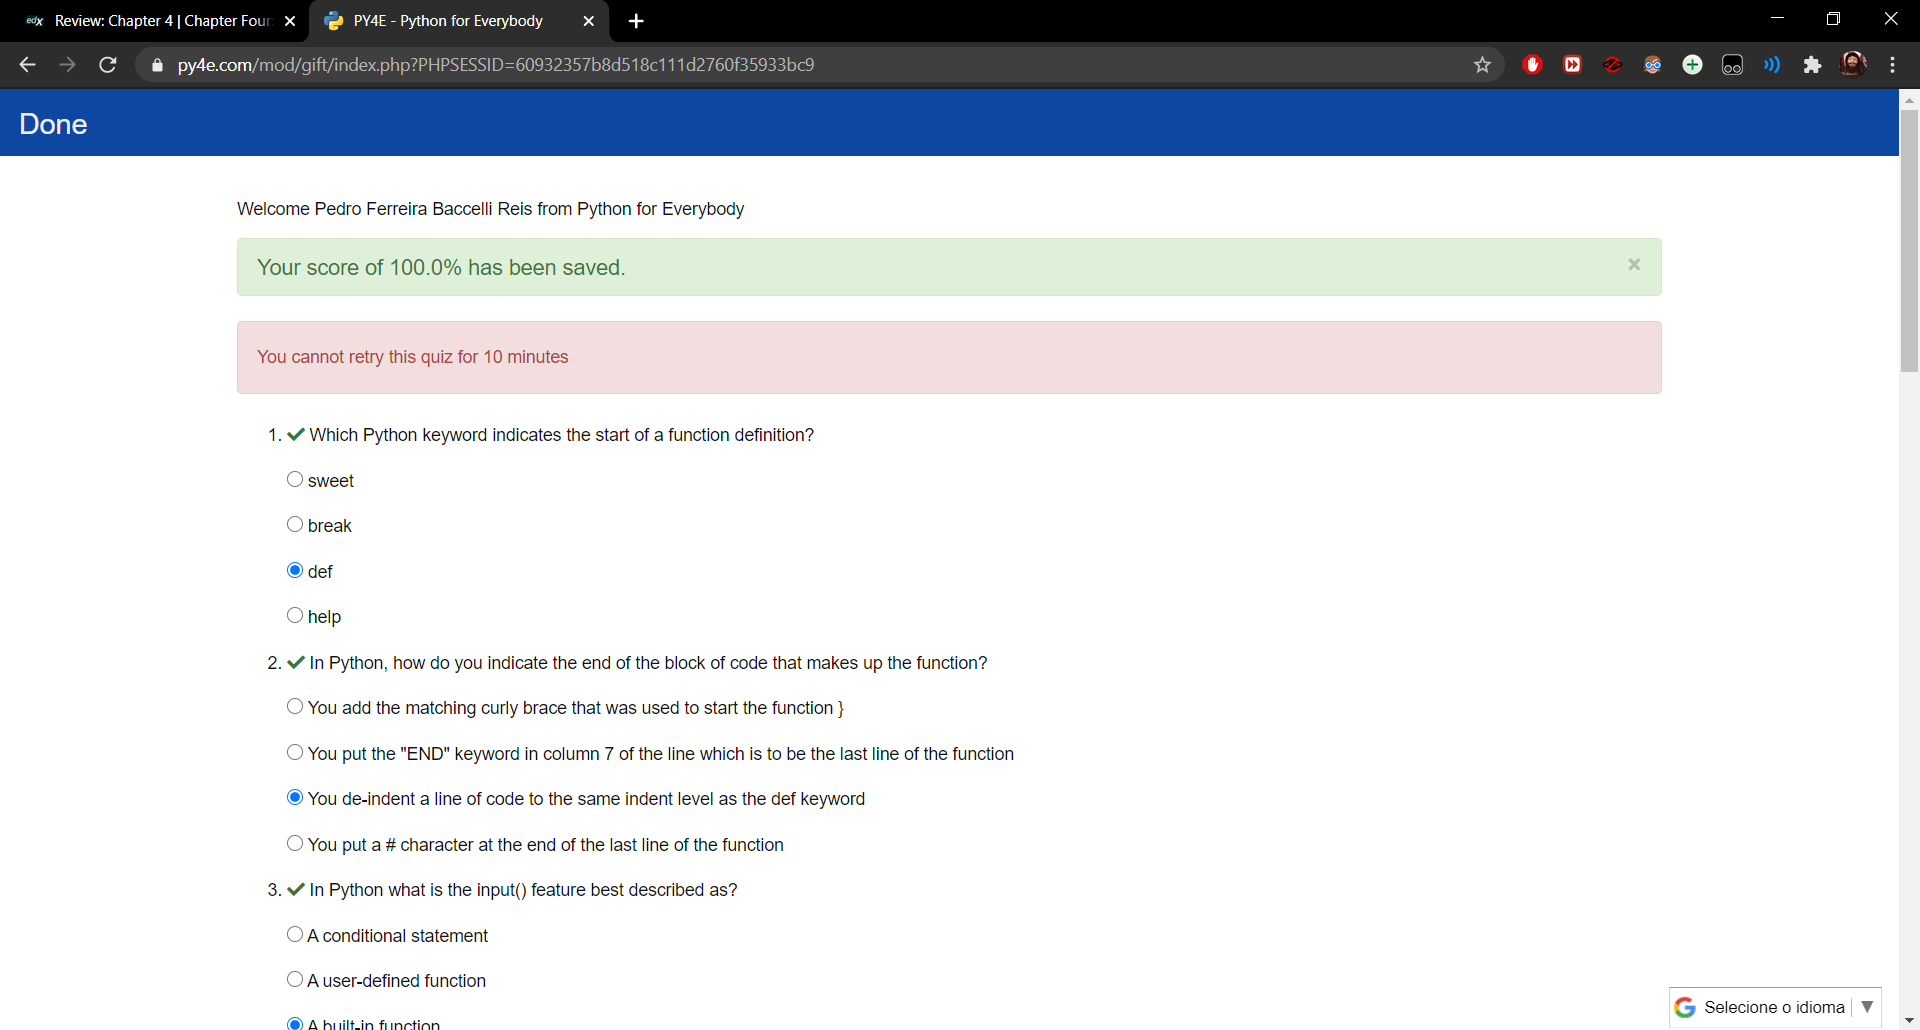 edX Review: Chapter 4 | Chapter Four
PY4E - Python for Everybody
py4e.com/mod/gift/index.php?PHPSESSID=60932357b8d518c111d2760f35933bc9
Done
Welcome Pedro Ferreira Baccelli Reis from Python for Everybody
Your score of 100.0% has been saved.
×
You cannot retry this quiz for 10 minutes
1. Which Python keyword indicates the start of a function definition?
sweet
break
def
help
2. In Python, how do you indicate the end of the block of code that makes up the function?
You add the matching curly brace that was used to start the function }
You put the "END" keyword in column 7 of the line which is to be the last line of the function
You de-indent a line of code to the same indent level as the def keyword
You put a # character at the end of the last line of the function
3. In Python what is the input() feature best described as?
A conditional statement
A user-defined function
A built-in function
Selecione o idioma